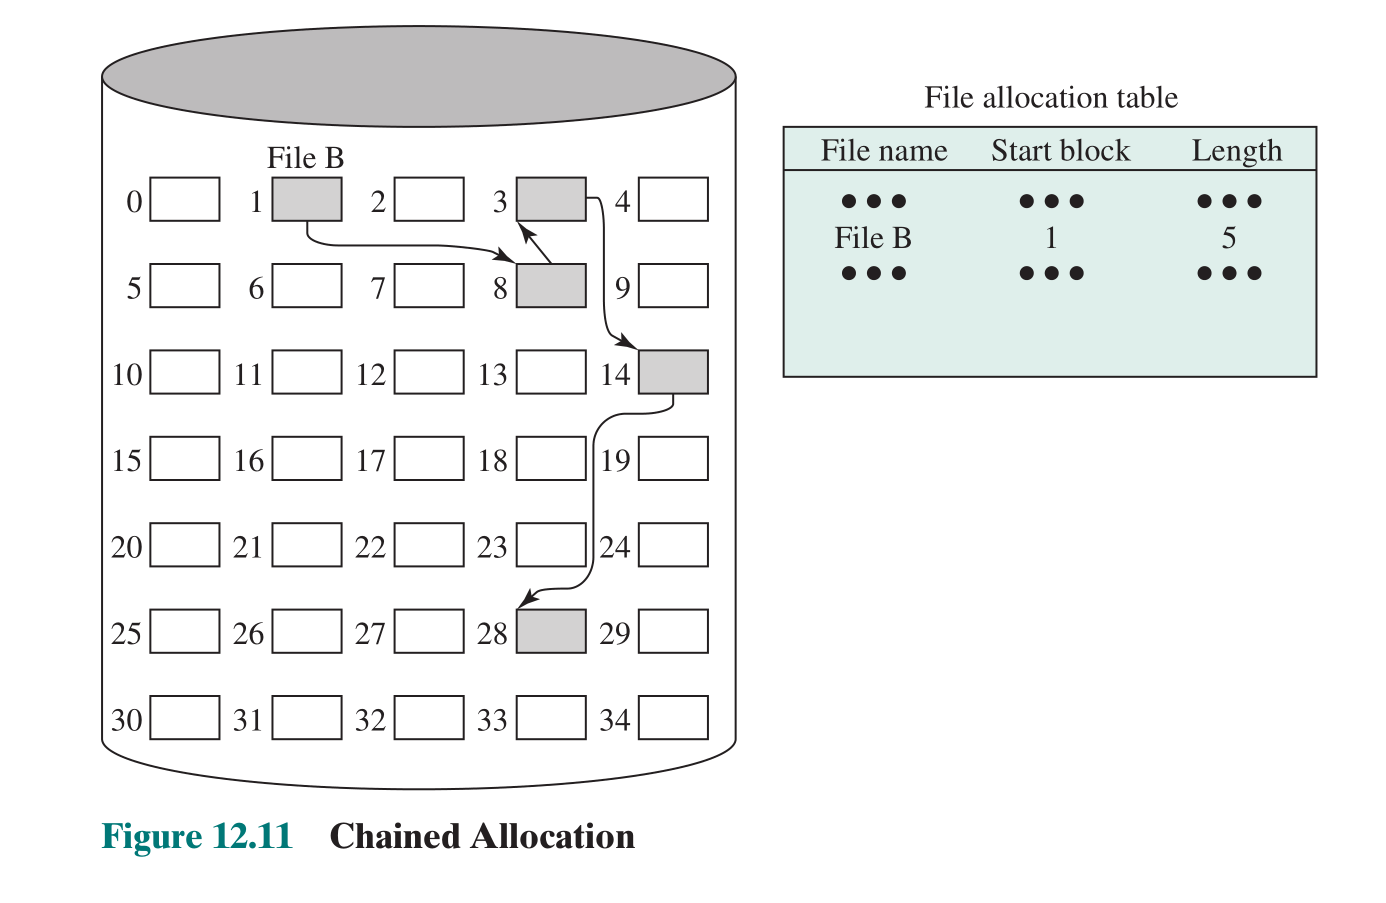 File allocation table
File name Start block Length
••• ••• •••
File B 1 5
••• ••• •••
File B
0 1 2 3 4
5 6 7 8 9
10 11 12 13 14
15 16 17 18 19
20 21 22 23 24
25 26 27 28 29
30 31 32 33 34
Figure 12.11 Chained Allocation